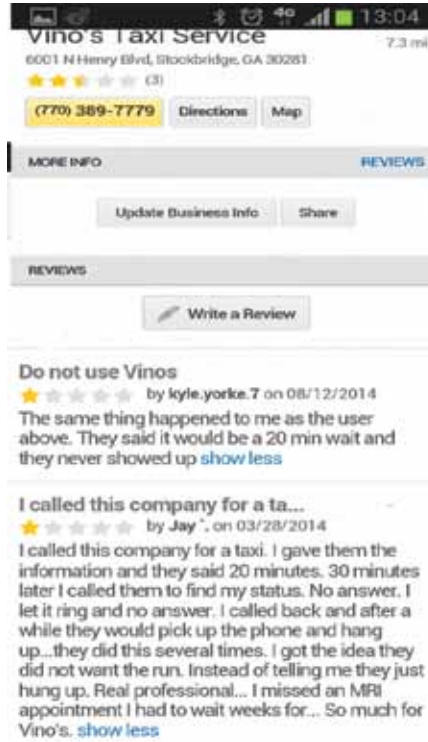 4G 13:04
Vino's Taxi Service
7.3 mi
6001 N Henry Blvd, Stockbridge, GA 30281
(3)
(770) 389-7779 Directions Map
MORE INFO REVIEWS
Update Business Info Share
REVIEWS
Write a Review
Do not use Vinos
by kyle.yorke.7 on 08/12/2014
The same thing happened to me as the user
above. They said it would be a 20 min wait and
they never showed up show less
I called this company for a ta...
by Jay `. on 03/28/2014
I called this company for a taxi. I gave them the
information and they said 20 minutes. 30 minutes
later I called them to find my status. No answer. I
let it ring and no answer. I called back and after a
while they would pick up the phone and hang
up...they did this several times. I got the idea they
did not want the run. Instead of telling me they just
hung up. Real professional... I missed an MRI
appointment I had to wait weeks for... So much for
Vino's. show less